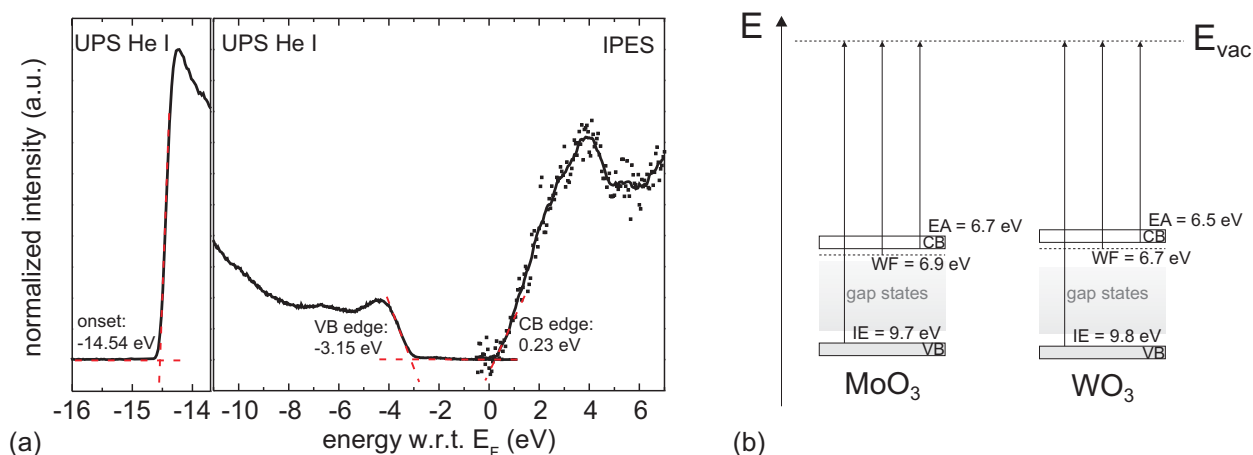 UPS He I
UPS He I
IPES
normalized intensity (a.u.)
onset:
-14.54 eV
VB edge:
-3.15 eV
CB edge:
0.23 eV
-16 -15 -14 -10 -8 -6 -4 -2 0 2 4 6
energy w.r.t. E_F (eV)
(a)
E
E_vac
EA = 6.7 eV
CB
WF = 6.9 eV
gap states
IE = 9.7 eV
VB
MoO₃
EA = 6.5 eV
CB
WF = 6.7 eV
gap states
IE = 9.8 eV
VB
WO₃
(b)